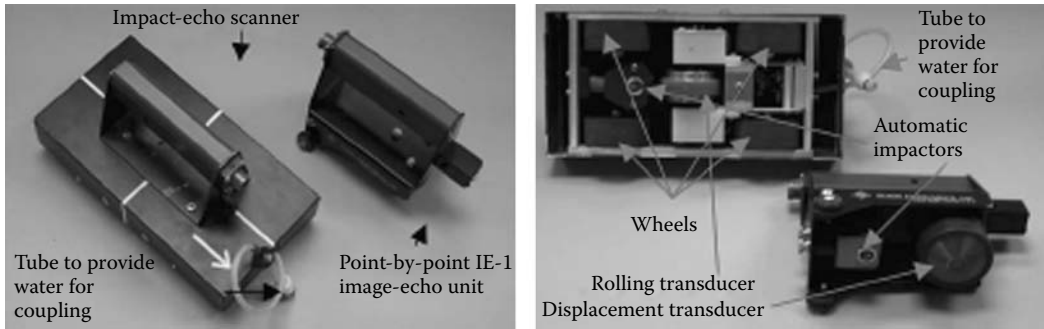 Impact-echo scanner
Tube to provide
water for
coupling
Point-by-point IE-1
image-echo unit
Tube to
provide
water for
coupling
Automatic
impactors
Wheels
Rolling transducer
Displacement transducer